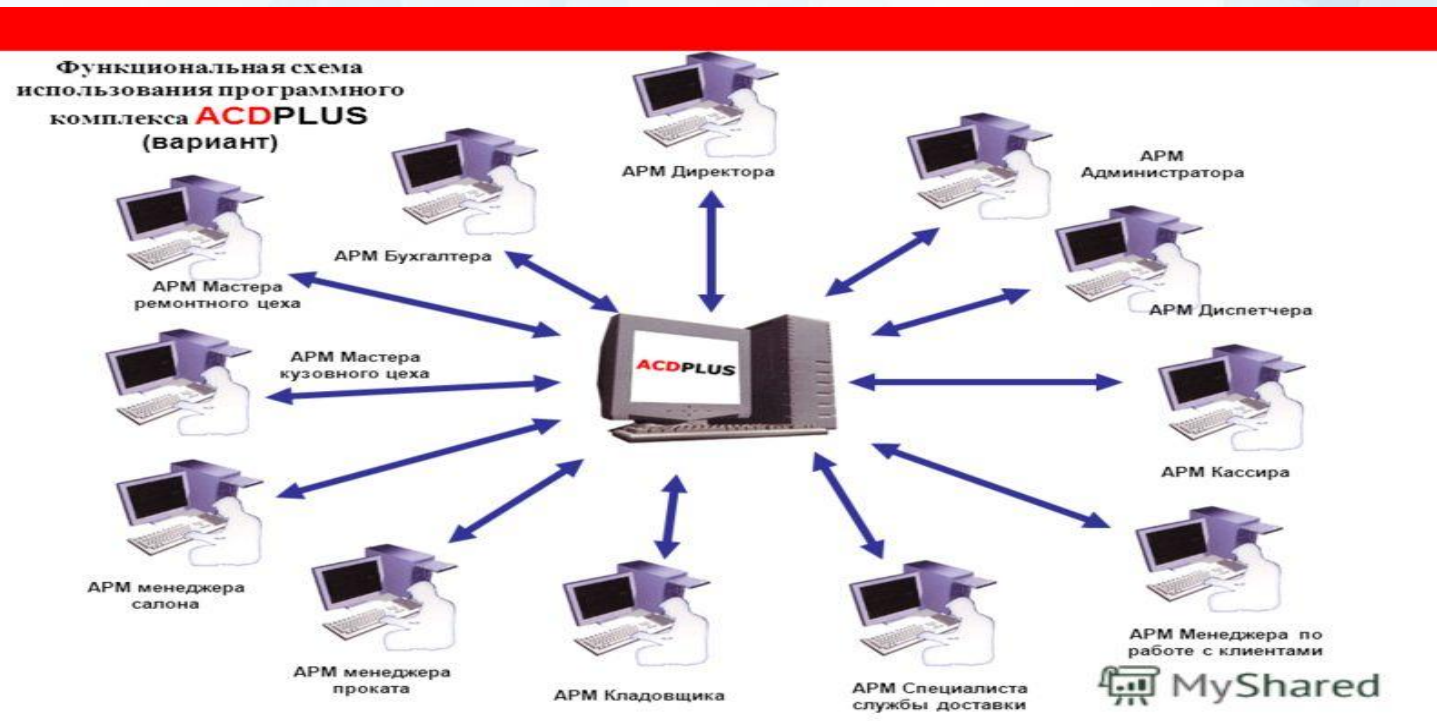 Функциональная схема
использования программного
комплекса ACDPLUS
(вариант)
АРМ Директора
АРМ
Администратора
АРМ Бухгалтера
АРМ Мастера
ремонтного цеха
АРМ Диспетчера
АРМ Мастера
кузовного цеха
ACDPLUS
АРМ Кассира
АРМ менеджера
салона
АРМ Менеджера по
работе с клиентами
АРМ менеджера
проката
АРМ Кладовщика
АРМ Специалиста
службы доставки
MyShared